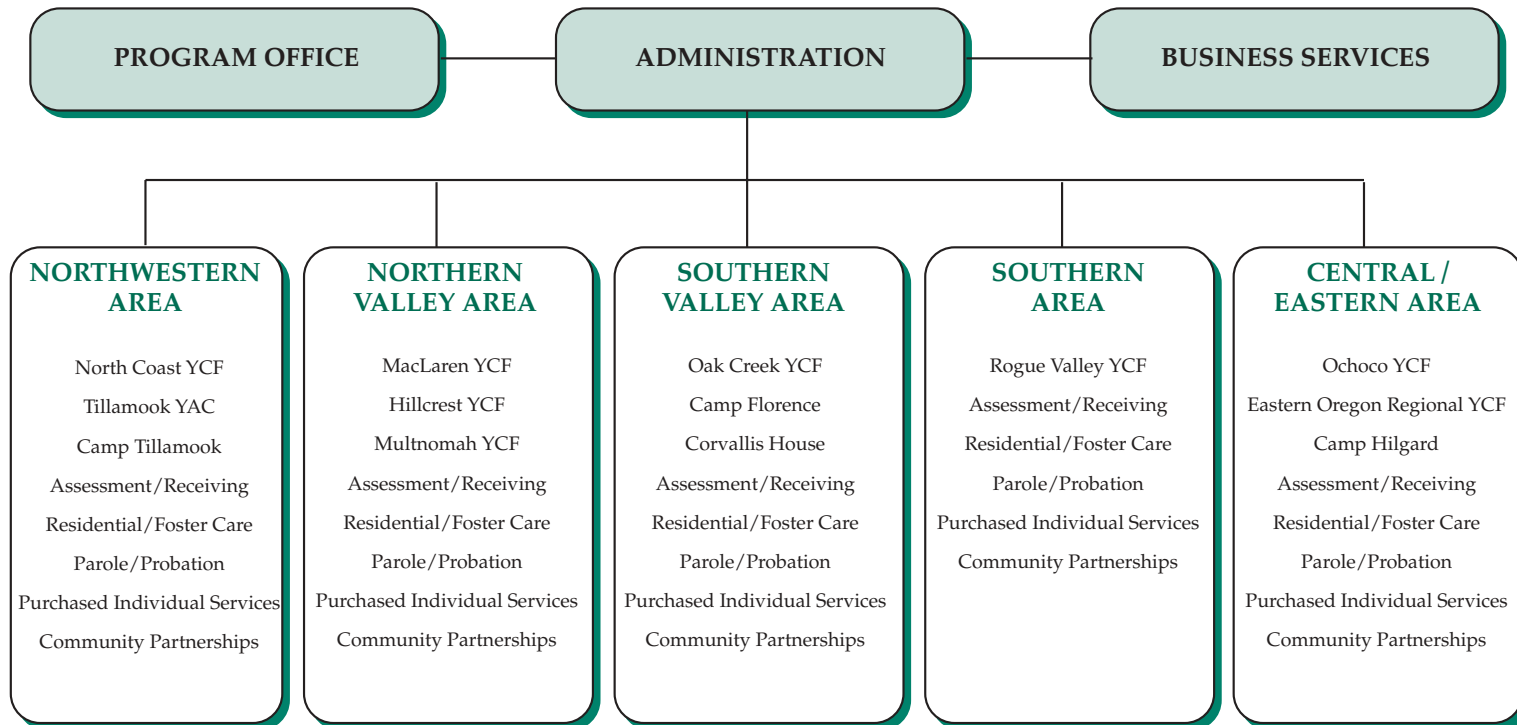 PROGRAM OFFICE
ADMINISTRATION
BUSINESS SERVICES
NORTHWESTERN
AREA
North Coast YCF
Tillamook YAC
Camp Tillamook
Assessment/Receiving
Residential/Foster Care
Parole/Probation
Purchased Individual Services
Community Partnerships
NORTHERN
VALLEY AREA
MacLaren YCF
Hillcrest YCF
Multnomah YCF
Assessment/Receiving
Residential/Foster Care
Parole/Probation
Purchased Individual Services
Community Partnerships
SOUTHERN
VALLEY AREA
Oak Creek YCF
Camp Florence
Corvallis House
Assessment/Receiving
Residential/Foster Care
Parole/Probation
Purchased Individual Services
Community Partnerships
SOUTHERN
AREA
Rogue Valley YCF
Assessment/Receiving
Residential/Foster Care
Parole/Probation
Purchased Individual Services
Community Partnerships
CENTRAL /
EASTERN AREA
Ochoco YCF
Eastern Oregon Regional YCF
Camp Hilgard
Assessment/Receiving
Residential/Foster Care
Parole/Probation
Purchased Individual Services
Community Partnerships